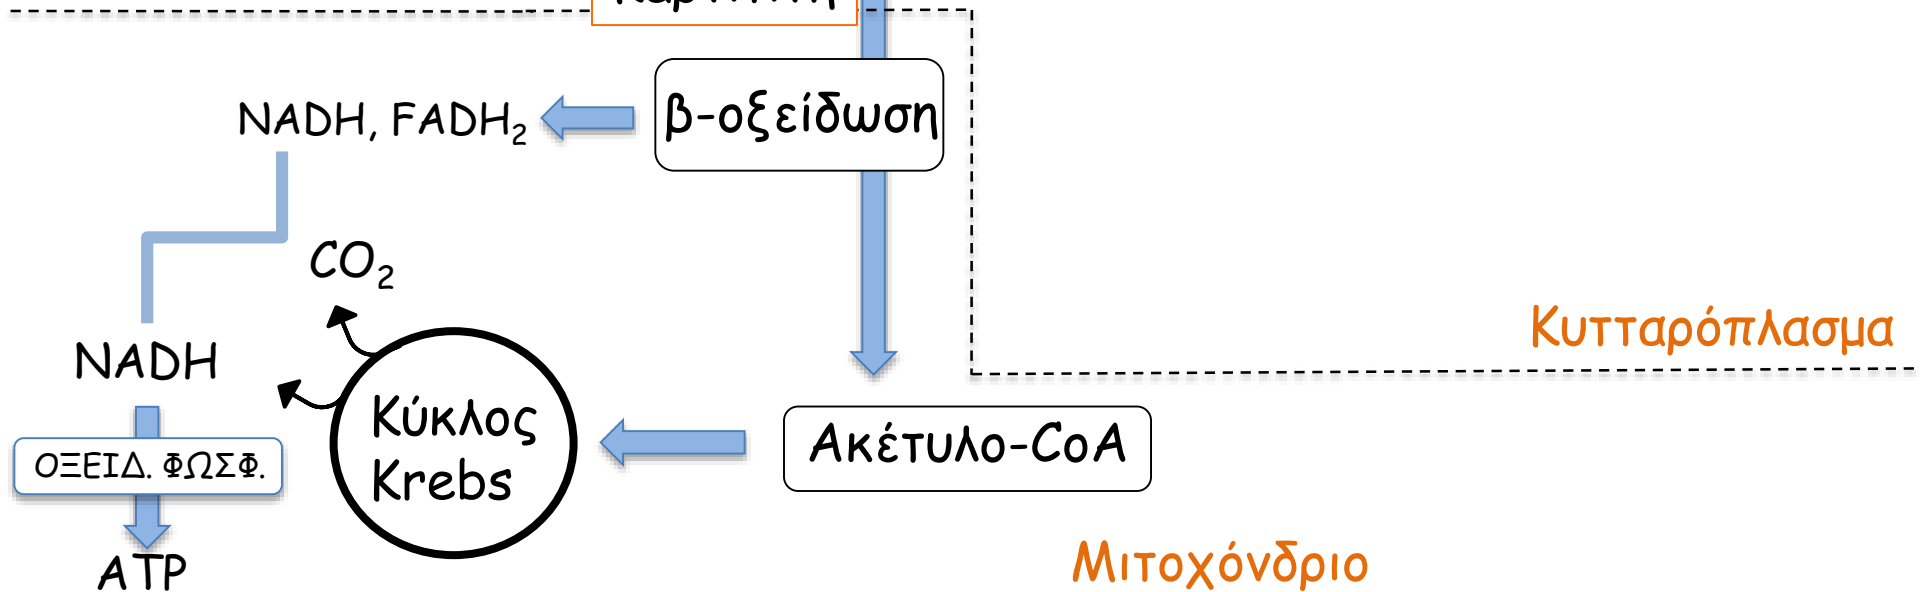 β-οξείδωση
NADH, FADH₂
CO₂
Κυτταρόπλασμα
NADH
Κύκλος
Krebs
Ακέτυλο-CoA
ΟΞΕΙΔ. ΦΩΣΦ.
ATP
Μιτοχόνδριο